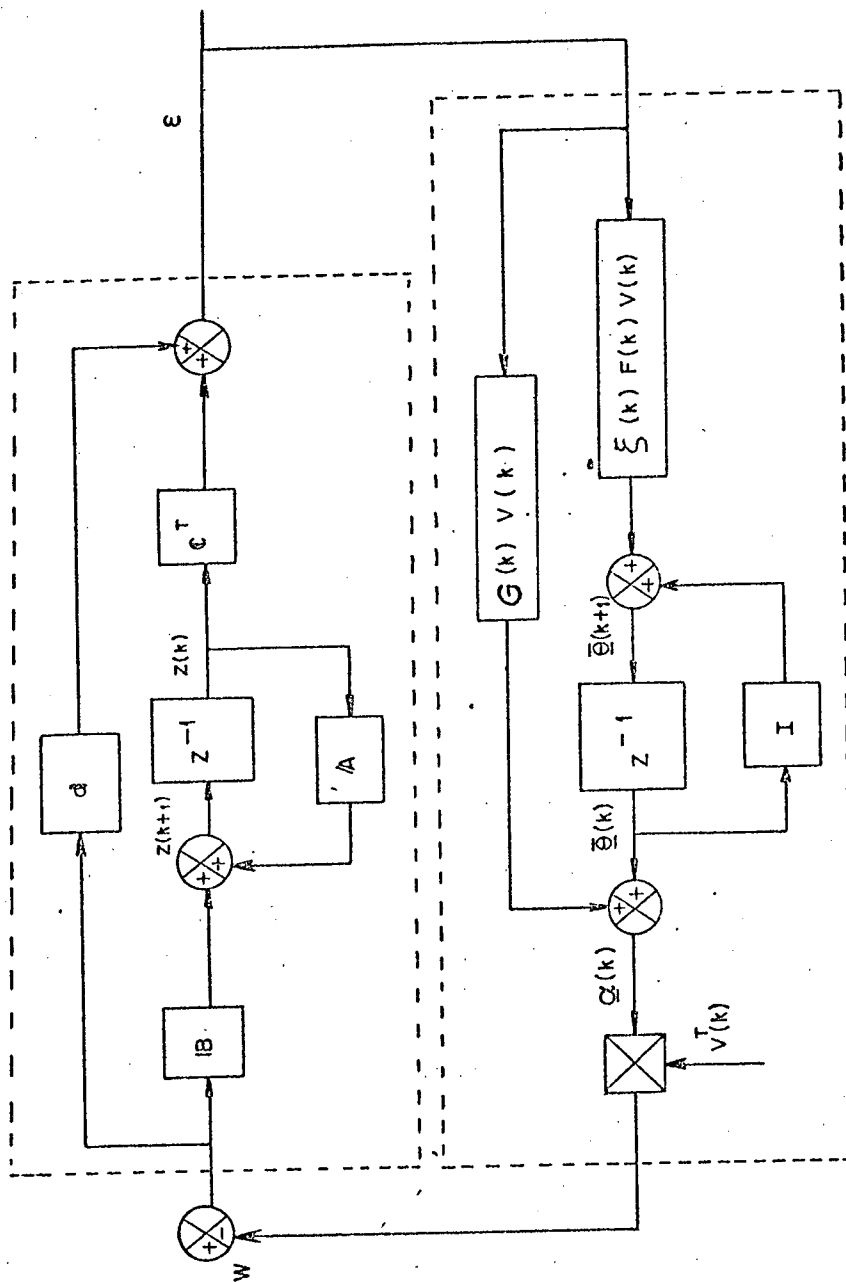 ε
d
+
+
C^T
Z(k)
Z^-1
A
Z(k+1)
+
+
B
+
-
W
G(k) V(k)
ξ(k) F(k) V(k)
+
+
θ̄(k+1)
Z^-1
I
θ̄(k)
+
+
α(k)
V^T(k)